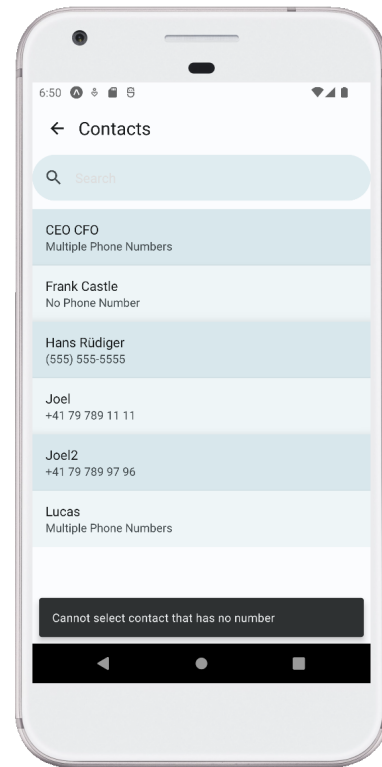 6:50
Contacts
Search
CEO CFO
Multiple Phone Numbers
Frank Castle
No Phone Number
Hans Rüdiger
(555) 555-5555
Joel
+41 79 789 11 11
Joel2
+41 79 789 97 96
Lucas
Multiple Phone Numbers
Cannot select contact that has no number